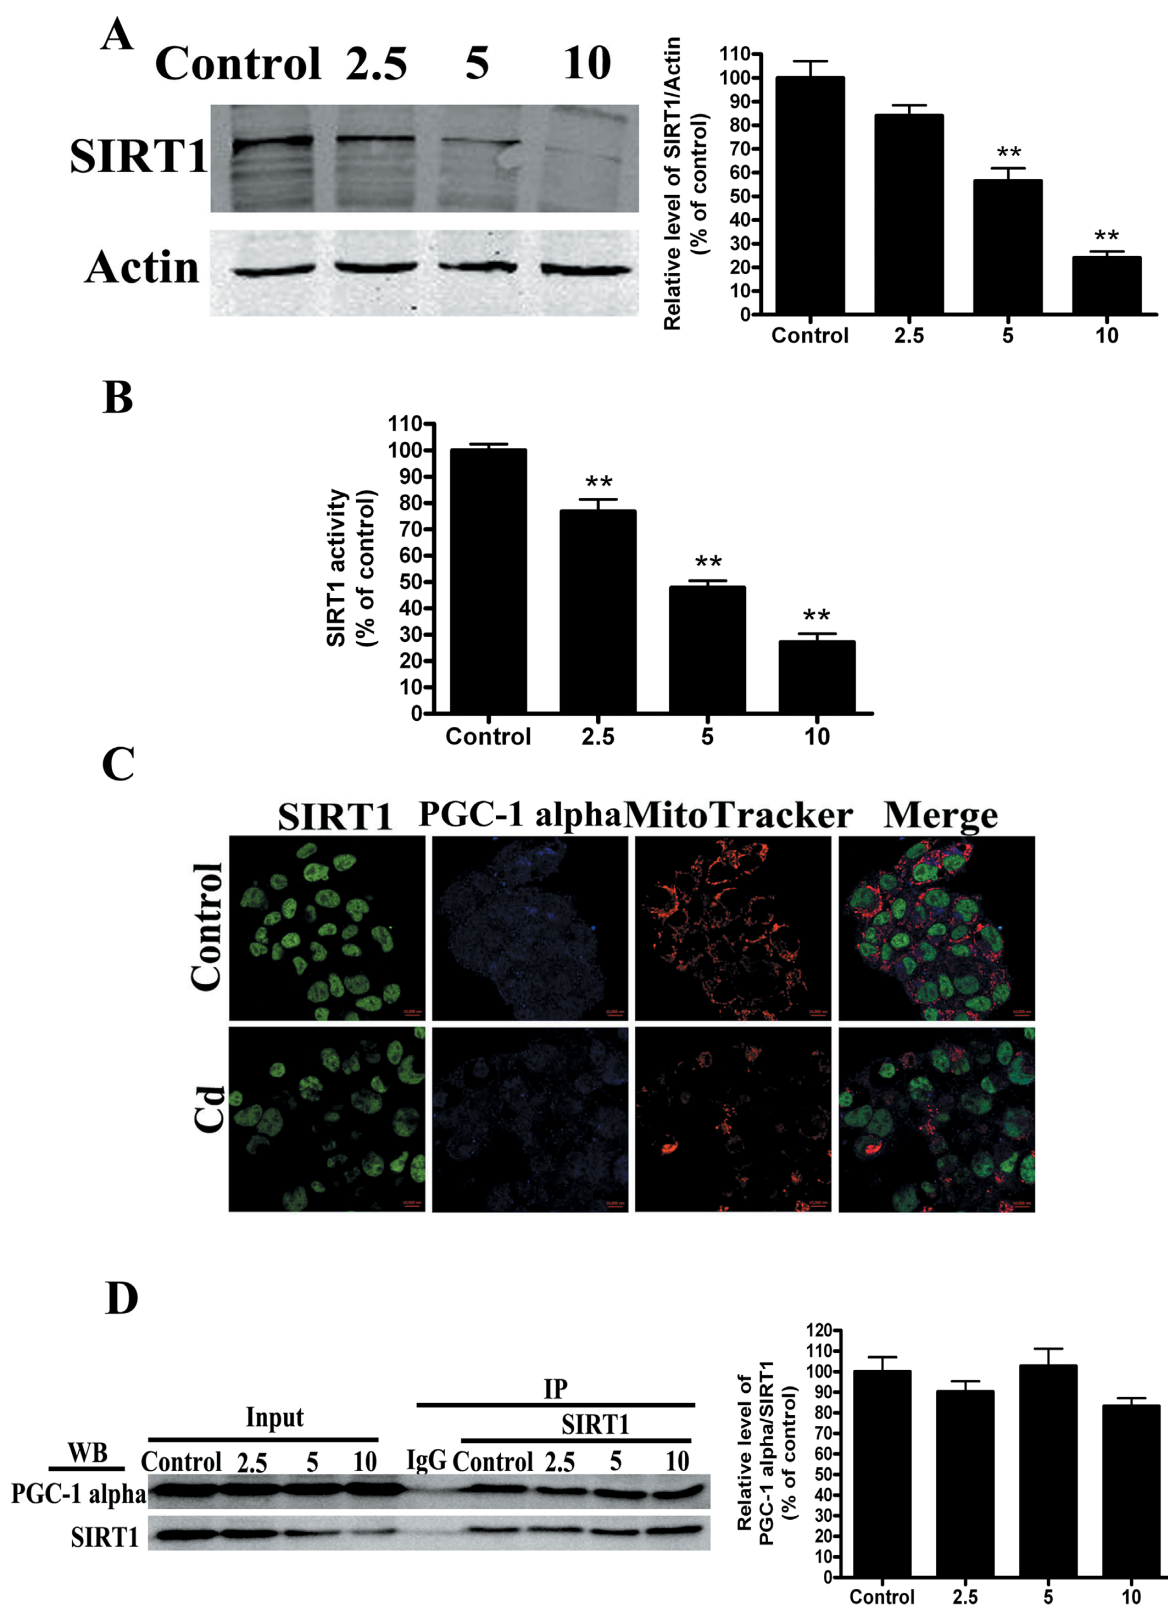 A
Control 2.5 5 10
SIRT1
Actin
Relative level of SIRT1/Actin
(% of control)
110
100
90
80
70
60
50
40
30
20
10
0
**
**
Control 2.5 5 10
B
SIRT1 activity
(% of control)
110
100
90
80
70
60
50
40
30
20
10
0
**
**
**
Control 2.5 5 10
C
SIRT1 PGC-1 alpha MitoTracker Merge
Control
Cd
D
IP
Input SIRT1
WB Control 2.5 5 10 IgG Control 2.5 5 10
PGC-1 alpha
SIRT1
Relative level of
PGC-1 alpha/SIRT1
(% of control)
120
110
100
90
80
70
60
50
40
30
20
10
0
Control 2.5 5 10